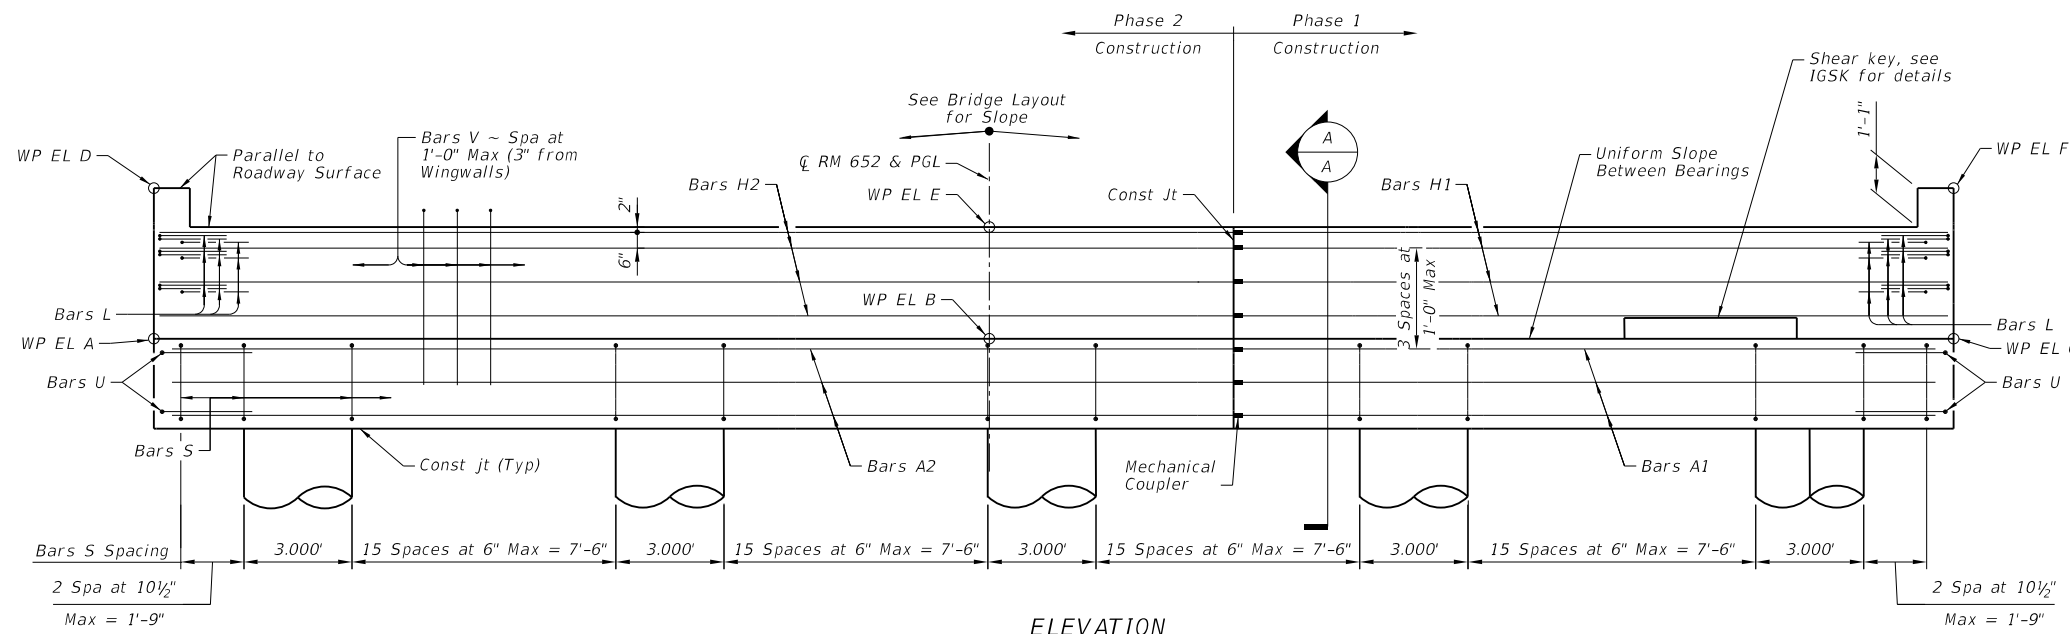 Phase 2
Construction
Phase 1
Construction
Shear key, see
IGSK for details
1'-1"
See Bridge Layout
for Slope
WP EL D
Parallel to
Roadway Surface
Bars V ~ Spa at
1'-0" Max (3" from
Wingwalls)
℄ RM 652 & PGL
A
A
Uniform Slope
Between Bearings
WP EL F
Bars H2
2"
WP EL E
Const Jt
Bars H1
6"
3 Spaces at
1'-0" Max
WP EL B
Bars L
Bars L
WP EL A
WP EL
Bars U
Bars U
Bars S
Const jt (Typ)
Bars A2
Mechanical
Coupler
Bars A1
Bars S Spacing
3.000'
15 Spaces at 6" Max = 7'-6"
3.000'
15 Spaces at 6" Max = 7'-6"
3.000'
15 Spaces at 6" Max = 7'-6"
3.000'
15 Spaces at 6" Max = 7'-6"
3.000'
2 Spa at 10½"
Max = 1'-9"
2 Spa at 10½"
Max = 1'-9"
ELEVATION